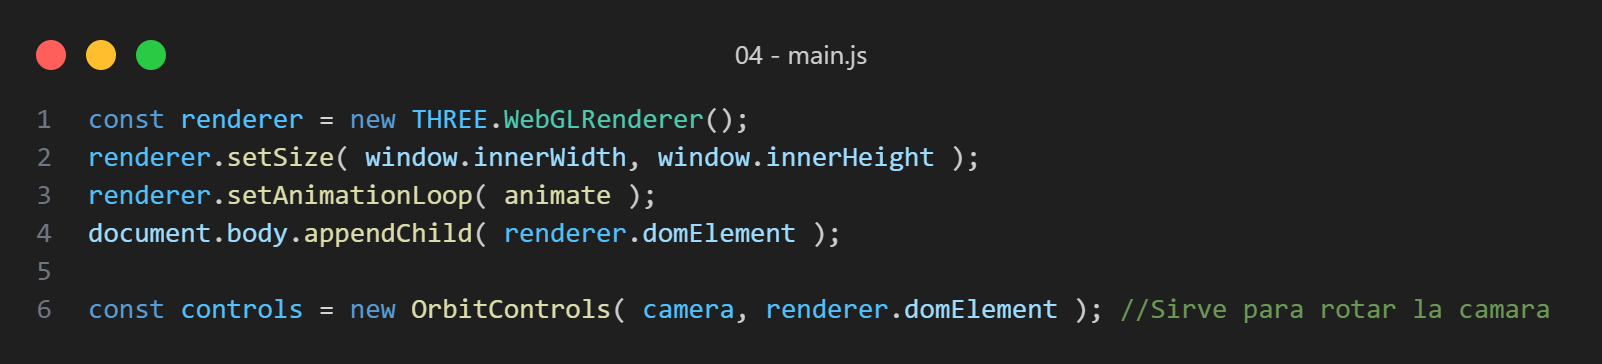 04 - main.js
1 const renderer = new THREE.WebGLRenderer();
2 renderer.setSize( window.innerWidth, window.innerHeight );
3 renderer.setAnimationLoop( animate );
4 document.body.appendChild( renderer.domElement );
5
6 const controls = new OrbitControls( camera, renderer.domElement ); //Sirve para rotar la camara